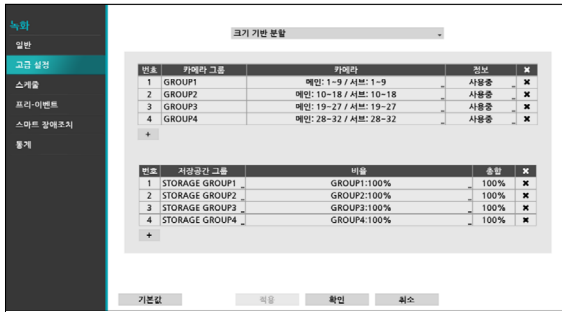 녹화
일반
고급 설정
스케줄
프리-이벤트
스마트 장애조치
통계
크기 기반 분할
번호 카메라 그룹 카메라 정보 ✖
1 GROUP1 메인: 1~9 / 서브: 1~9 사용중 ✖
2 GROUP2 메인: 10~18 / 서브: 10~18 사용중 ✖
3 GROUP3 메인: 19~27 / 서브: 19~27 사용중 ✖
4 GROUP4 메인: 28~32 / 서브: 28~32 사용중 ✖
+
번호 저장공간 그룹 비율 총합 ✖
1 STORAGE GROUP1 GROUP1:100% 100% ✖
2 STORAGE GROUP2 GROUP2:100% 100% ✖
3 STORAGE GROUP3 GROUP3:100% 100% ✖
4 STORAGE GROUP4 GROUP4:100% 100% ✖
+
기본값 적용 확인 취소